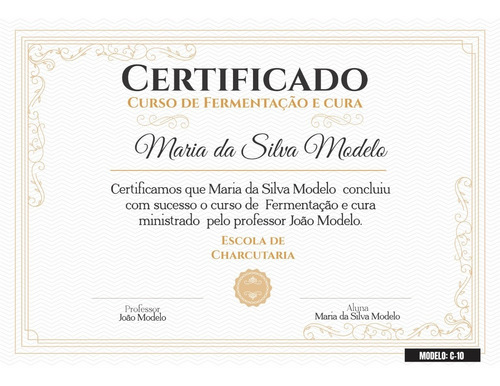 CERTIFICADO
CURSO DE FERMENTAÇÃO E CURA
Maria da Silva Modelo
Certificamos que Maria da Silva Modelo concluiu
com sucesso o curso de Fermentação e cura
ministrado pelo professor João Modelo.
ESCOLA DE
CHARCUTARIA
Professor
João Modelo
Aluna
Maria da Silva Modelo
MODELO: C-10